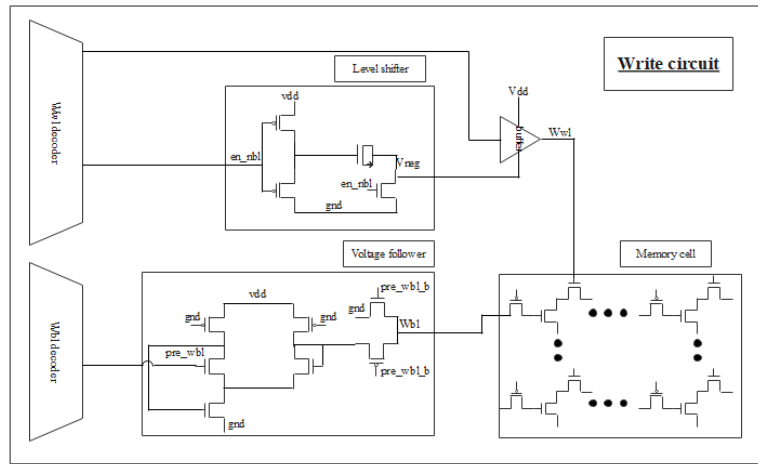 Write circuit
Level shifter
Wwl decoder
vdd
en_nbl
Vneg
en_nbl
gnd
Vdd
buffer
Wwl
Voltage follower
Memory cell
Wbl decoder
vdd
gnd
gnd
pre_wbl
gnd
pre_wbl_b
gnd
Wbl
pre_wbl_b